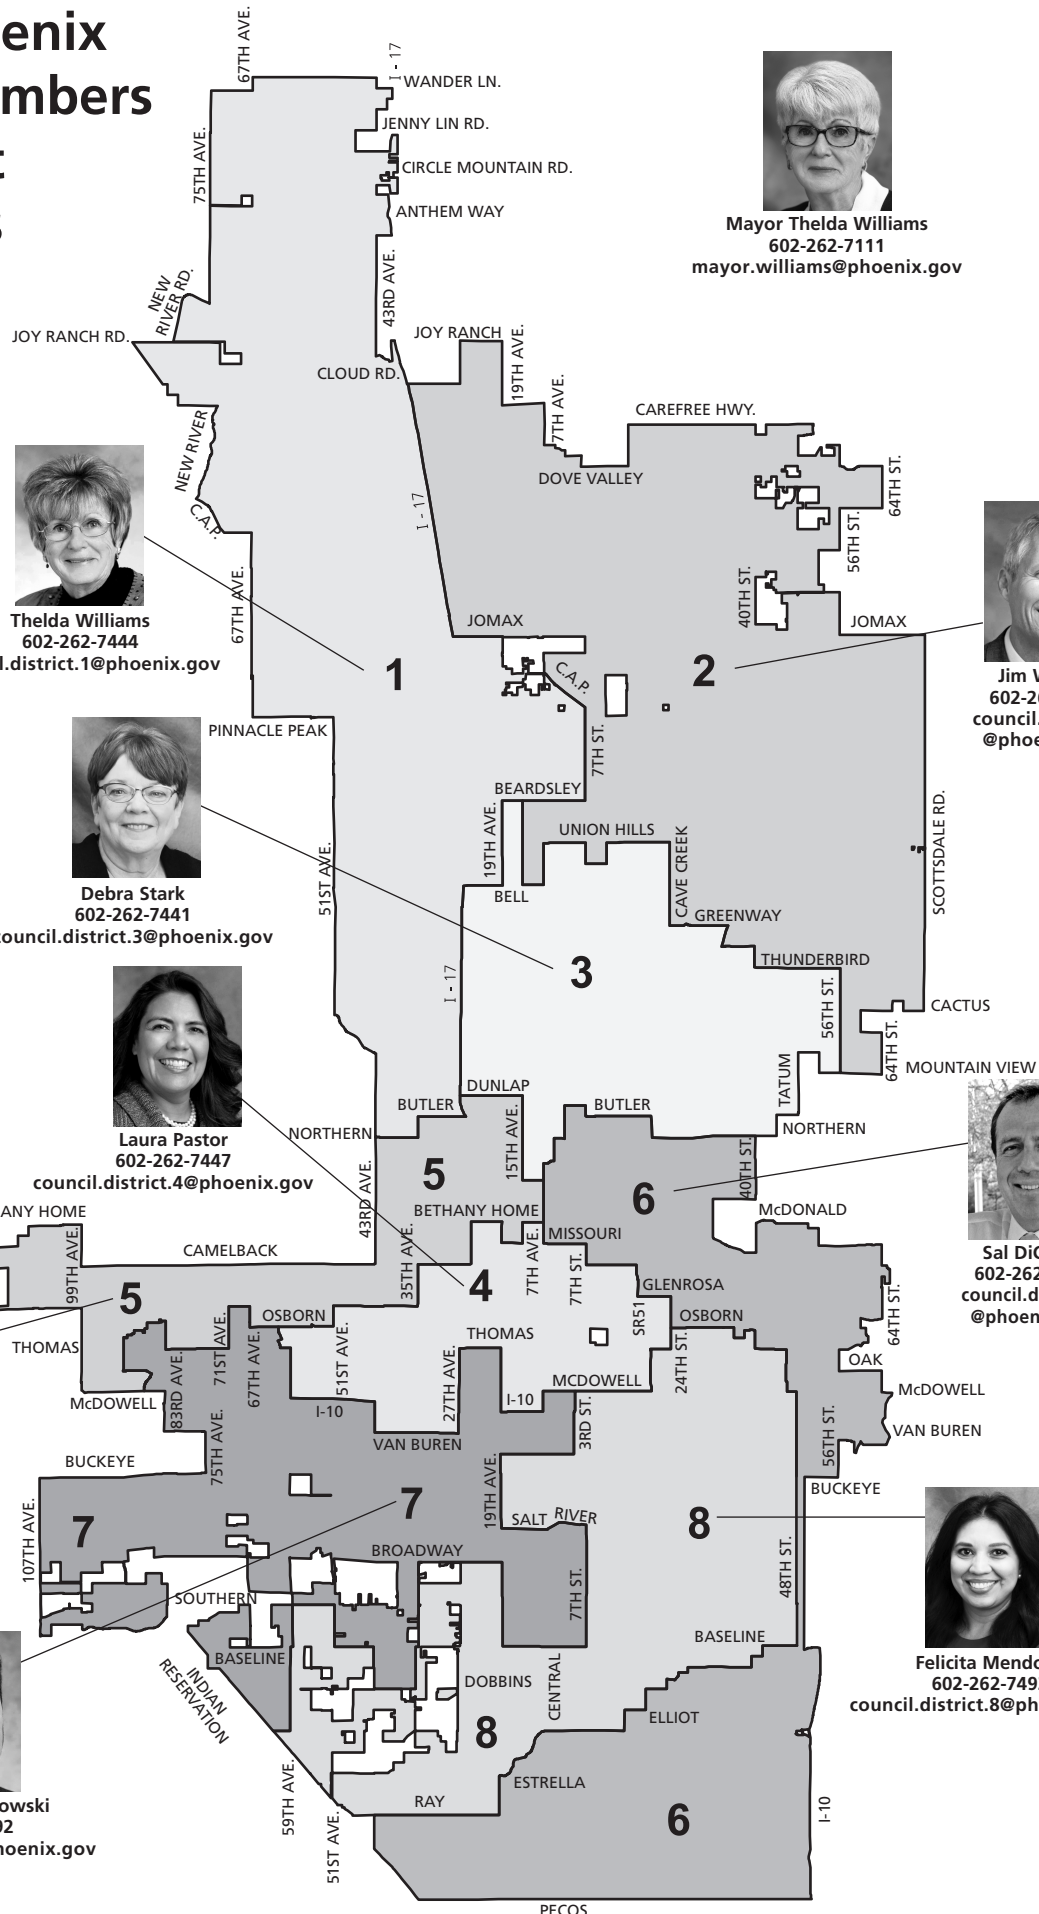 enix
mbers
Mayor Thelda Williams
602-262-7111
mayor.williams@phoenix.gov
67TH AVE.
I - 17
WANDER LN.
JENNY LIN RD.
75TH AVE.
CIRCLE MOUNTAIN RD.
ANTHEM WAY
43RD AVE.
NEW
RIVER RD.
JOY RANCH RD.
JOY RANCH
19TH AVE.
CLOUD RD.
7TH AVE.
CAREFREE HWY.
NEW RIVER
DOVE VALLEY
64TH ST.
C.A.P.
I - 17
56TH ST.
67TH AVE.
40TH ST.
JOMAX
JOMAX
Thelda Williams
602-262-7444
l.district.1@phoenix.gov
1
2
C.A.P.
Jim W
602-26
council.
@phoe
PINNACLE PEAK
7TH ST.
BEARDSLEY
19TH AVE.
UNION HILLS
CAVE CREEK
SCOTTSDALE RD.
51ST AVE.
BELL
GREENWAY
Debra Stark
602-262-7441
council.district.3@phoenix.gov
THUNDERBIRD
3
I - 17
56TH ST.
CACTUS
64TH ST.
MOUNTAIN VIEW
TATUM
DUNLAP
BUTLER
BUTLER
NORTHERN
NORTHERN
15TH AVE.
Laura Pastor
602-262-7447
council.district.4@phoenix.gov
43RD AVE.
5
6
40TH ST.
ANY HOME
BETHANY HOME
McDONALD
99TH AVE.
CAMELBACK
35TH AVE.
7TH AVE.
MISSOURI
7TH ST.
Sal DiC
602-262
council.d
@phoen
5
4
GLENROSA
64TH ST.
OSBORN
SR51
OSBORN
THOMAS
71ST AVE.
67TH AVE.
51ST AVE.
THOMAS
24TH ST.
OAK
83RD AVE.
27TH AVE.
McDOWELL
MCDOWELL
McDOWELL
I-10
I-10
75TH AVE.
VAN BUREN
3RD ST.
56TH ST.
VAN BUREN
BUCKEYE
BUCKEYE
19TH AVE.
7
7
8
SALT RIVER
107TH AVE.
BROADWAY
48TH ST.
SOUTHERN
7TH ST.
BASELINE
BASELINE
Felicita Mendo
602-262-749
council.district.8@ph
INDIAN
RESERVATION
DOBBINS
CENTRAL
8
ELLIOT
59TH AVE.
ESTRELLA
RAY
51ST AVE.
6
I-10
owski
92
hoenix.gov
PECOS